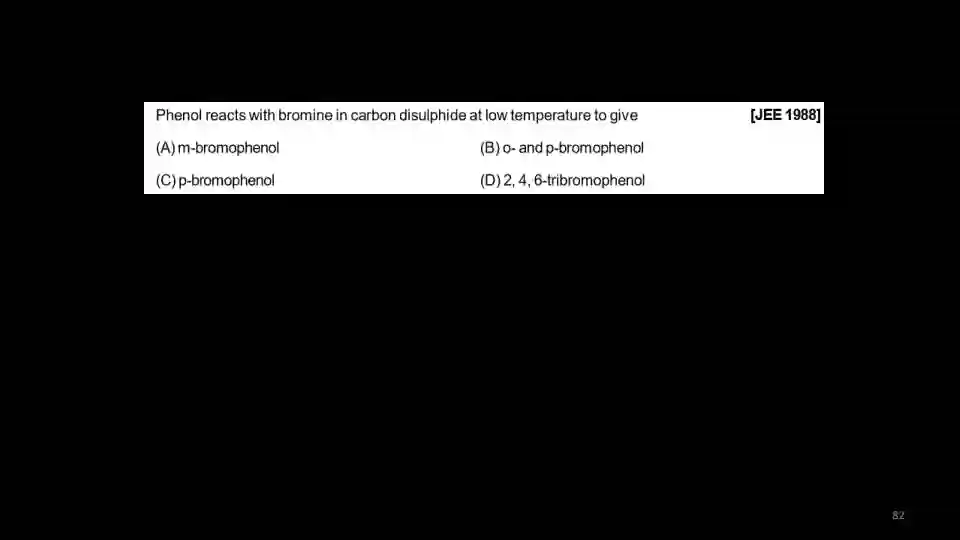 Phenol reacts with bromine in carbon disulphide at low temperature to give [JEE 1988]
(A) m-bromophenol (B) o- and p-bromophenol
(C) p-bromophenol (D) 2, 4, 6-tribromophenol
82